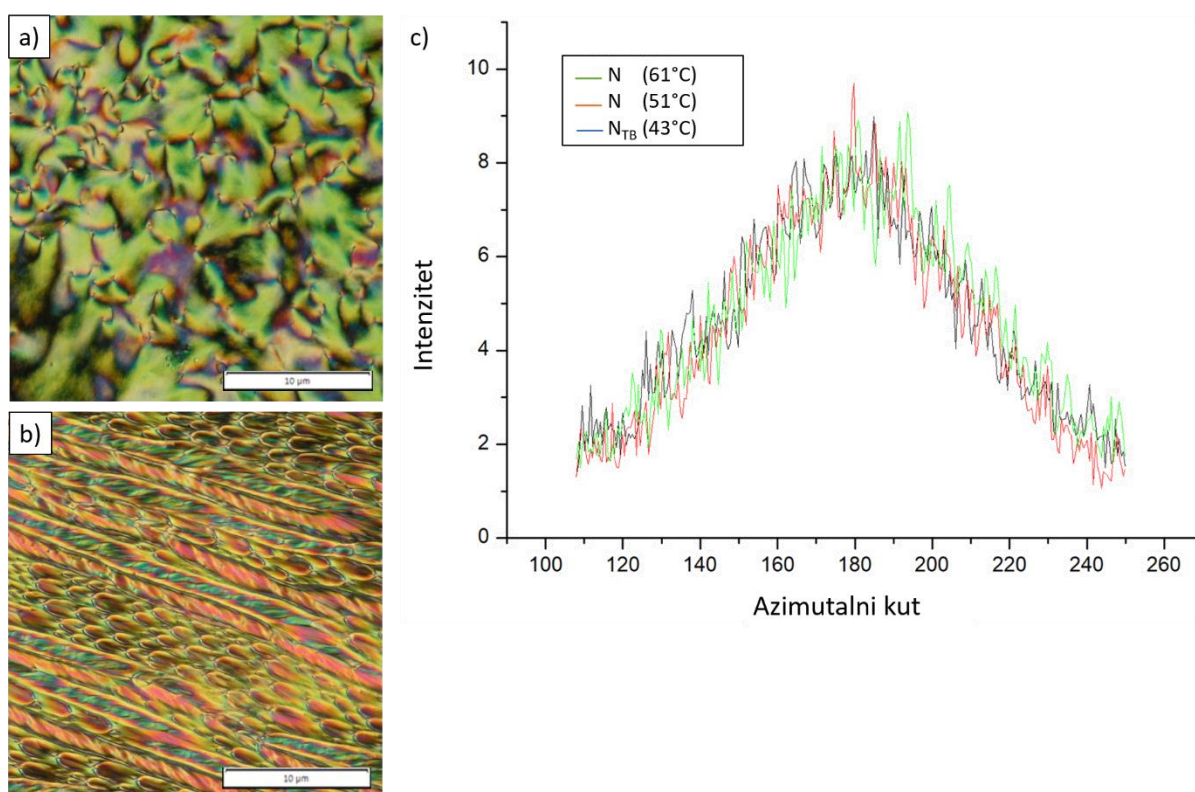 a)
10 µm
b)
10 µm
c)
N (61°C)
N (51°C)
N_TB (43°C)
Intenzitet
10
8
6
4
2
0
100 120 140 160 180 200 220 240 260
Azimutalni kut